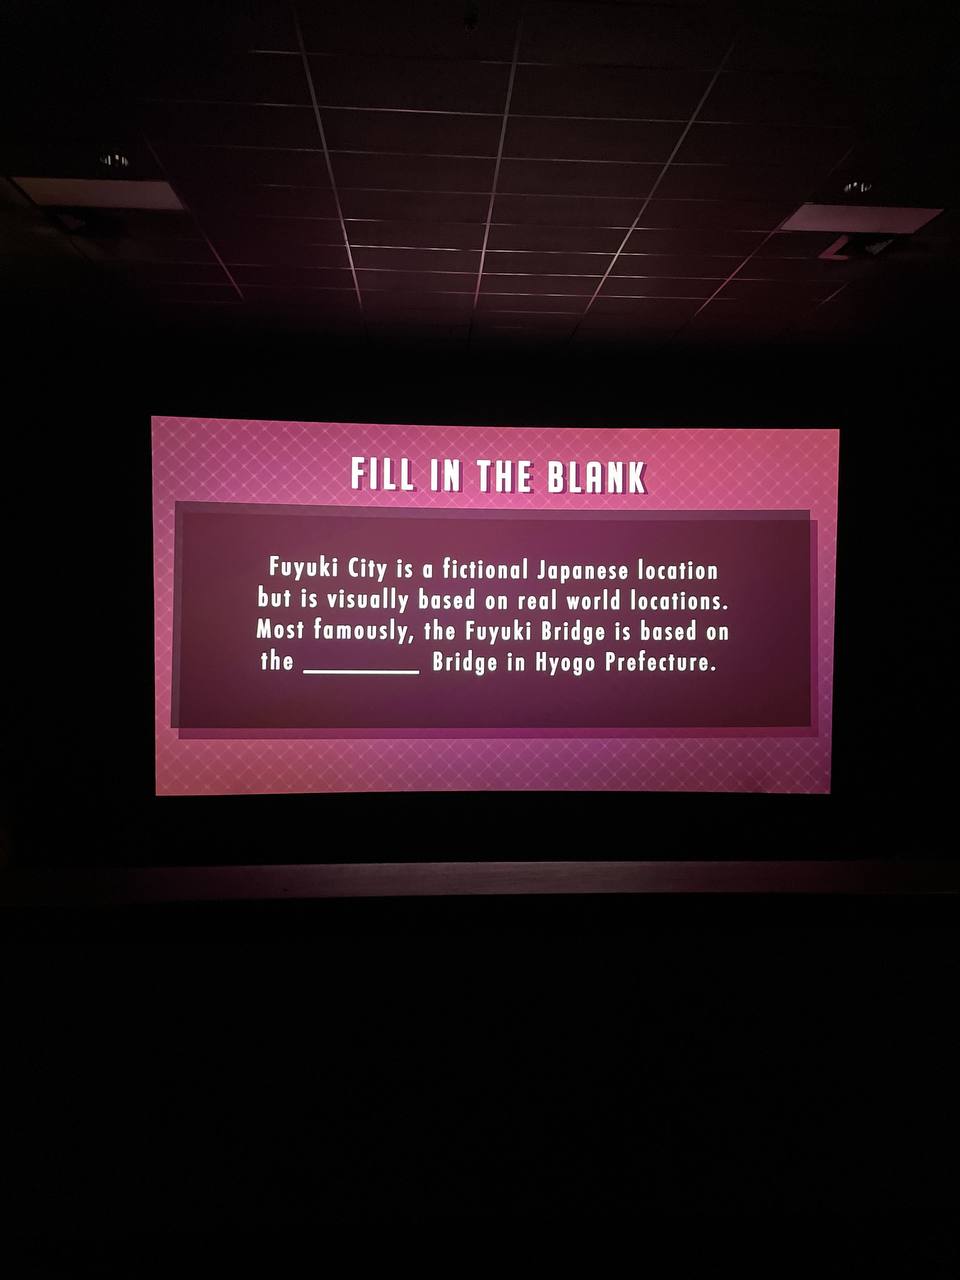 FILL IN THE BLANK
Fuyuki City is a fictional Japanese location
but is visually based on real world locations.
Most famously, the Fuyuki Bridge is based on
the __________ Bridge in Hyogo Prefecture.